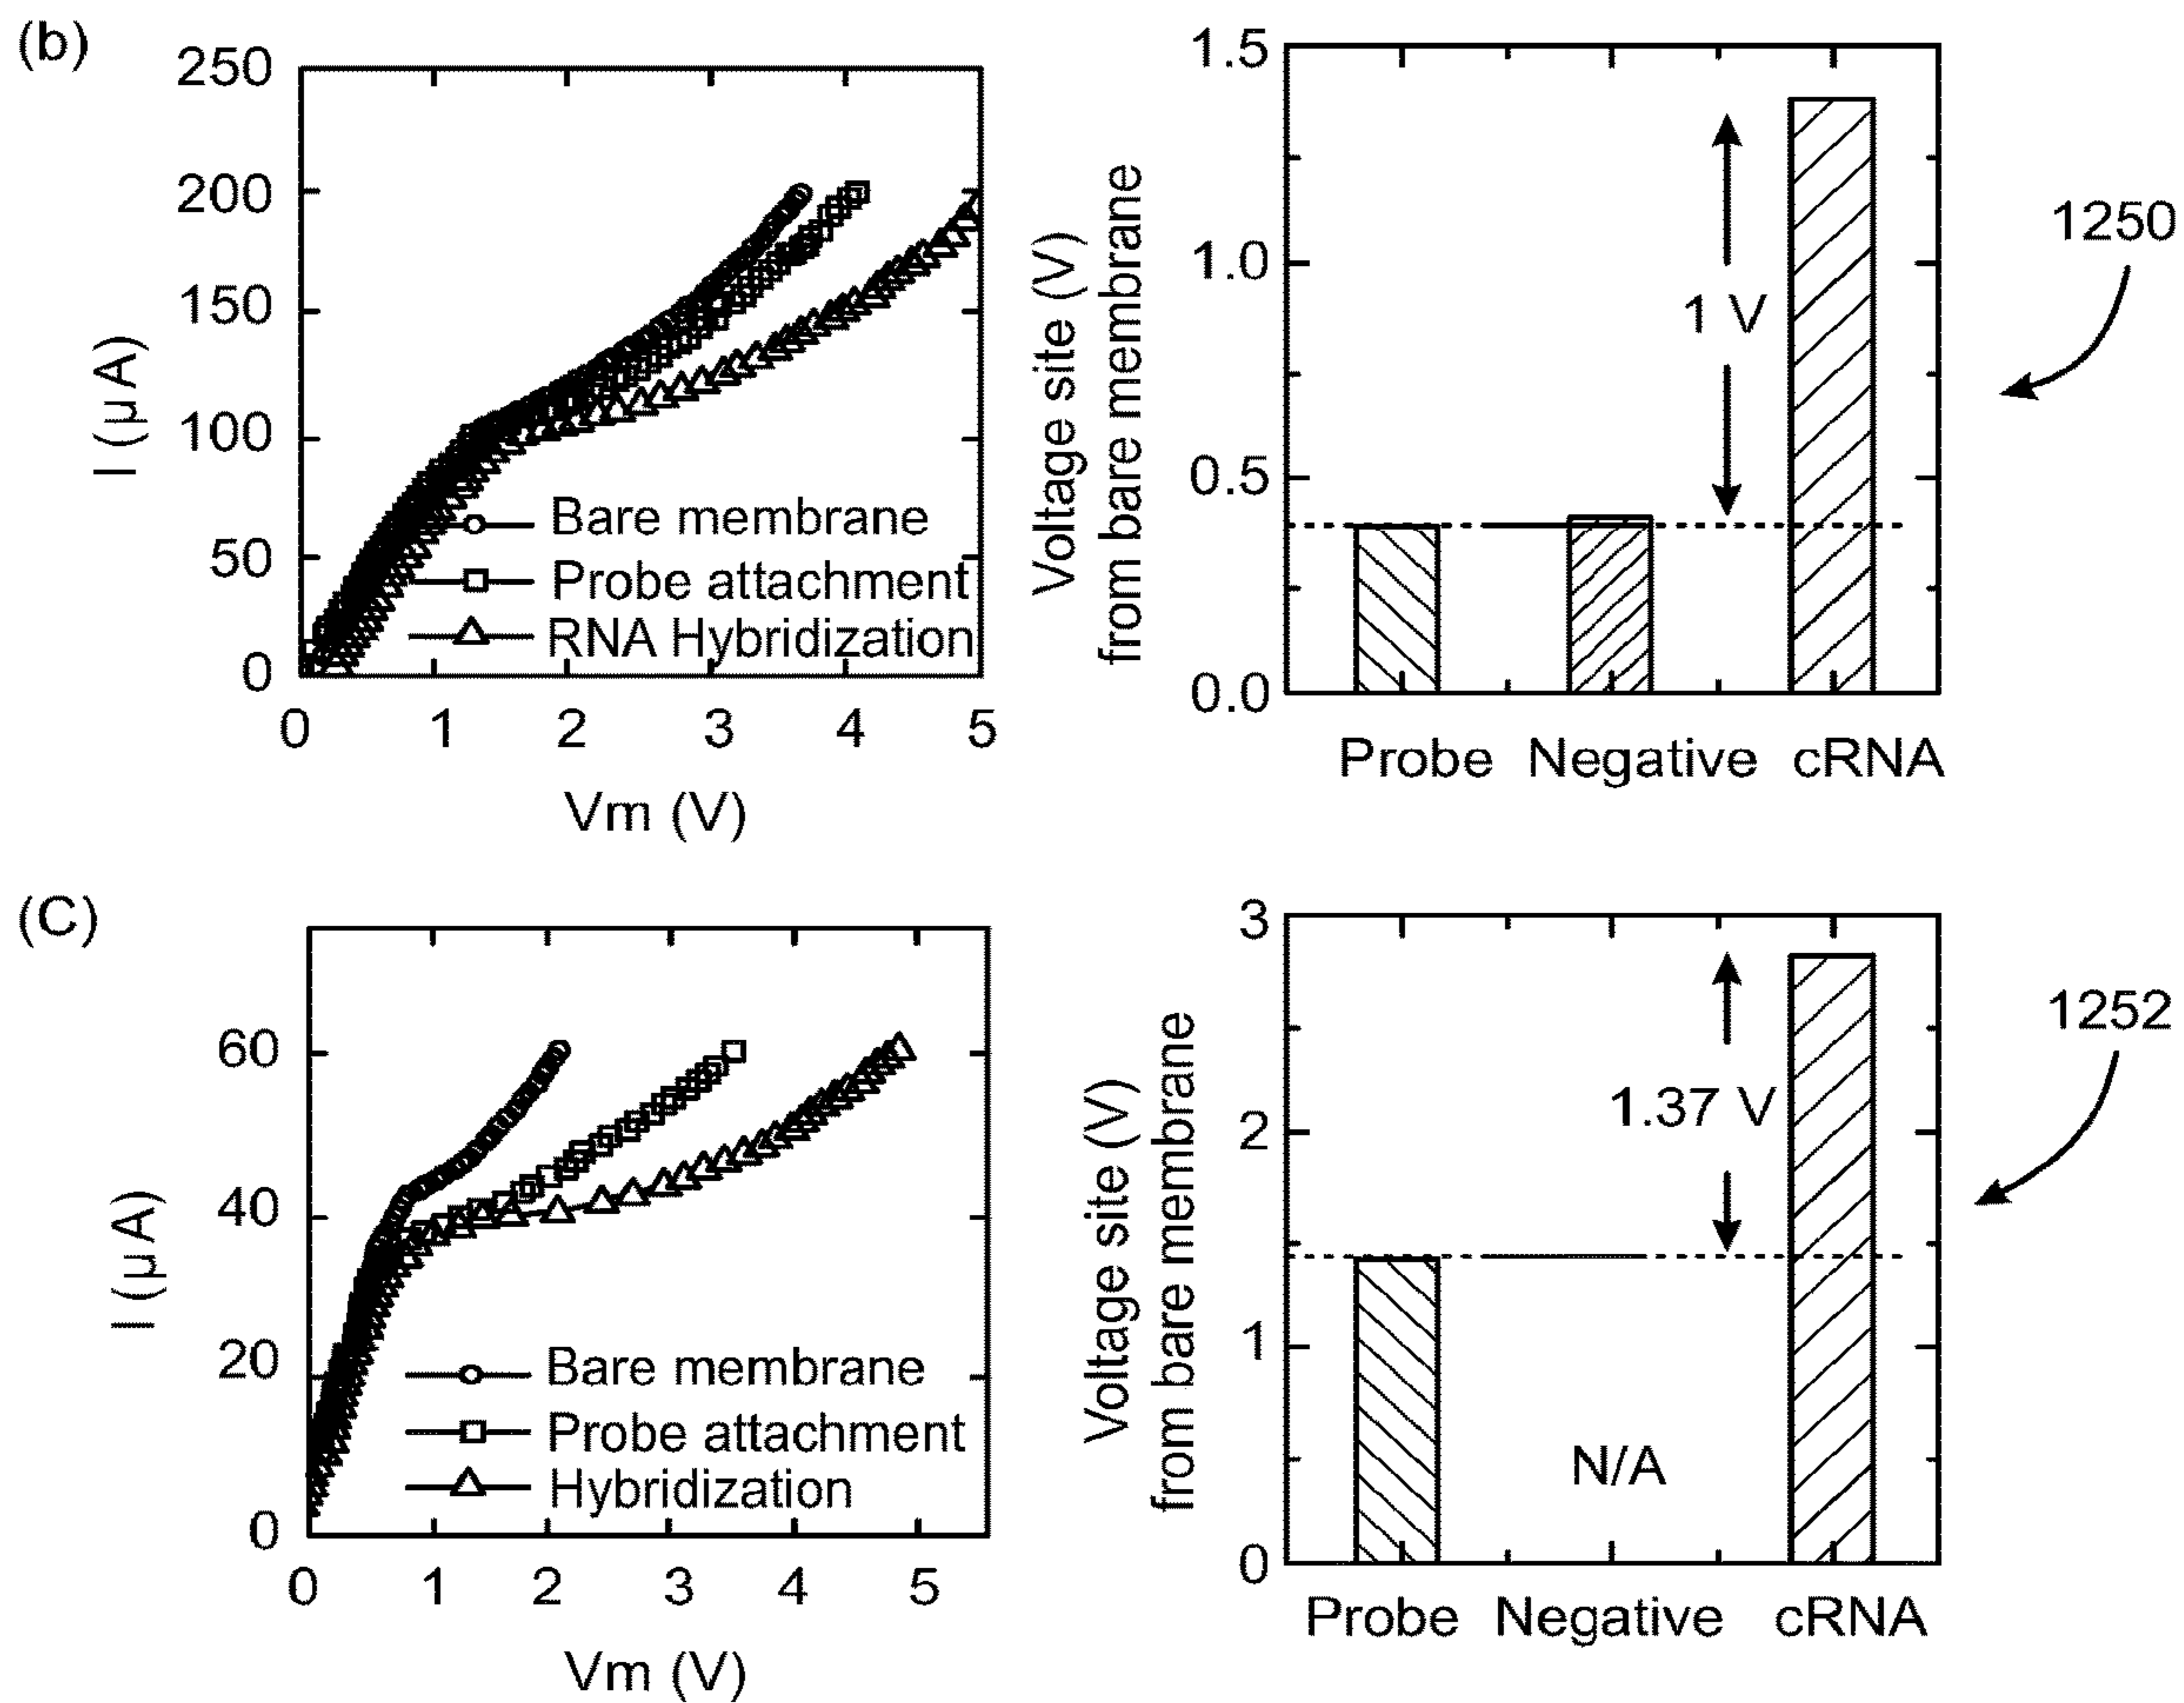 (b)
250
200
150
100
50
0
I (μ A)
Bare membrane
Probe attachment
RNA Hybridization
0 1 2 3 4 5
Vm (V)
1.5
1.0
0.5
0.0
Voltage site (V)
from bare membrane
1 V
Probe Negative cRNA
1250
(C)
60
40
20
0
I (μ A)
Bare membrane
Probe attachment
Hybridization
0 1 2 3 4 5
Vm (V)
3
2
1
0
Voltage site (V)
from bare membrane
1.37 V
N/A
Probe Negative cRNA
1252